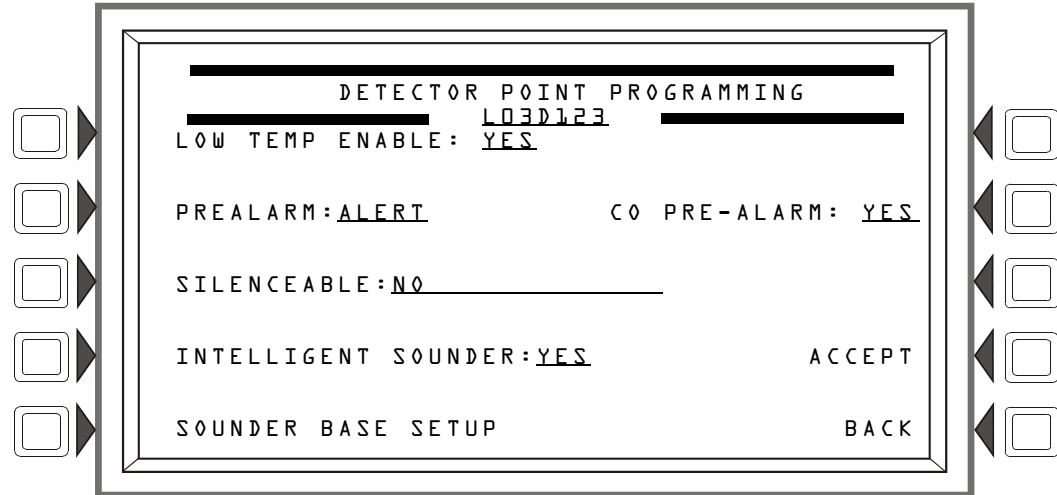 DETECTOR POINT PROGRAMMING
L03D123
LOW TEMP ENABLE: YES
PREALARM:ALERT CO PRE-ALARM: YES
SILENCEABLE:NO
INTELLIGENT SOUNDER:YES ACCEPT
SOUNDER BASE SETUP BACK